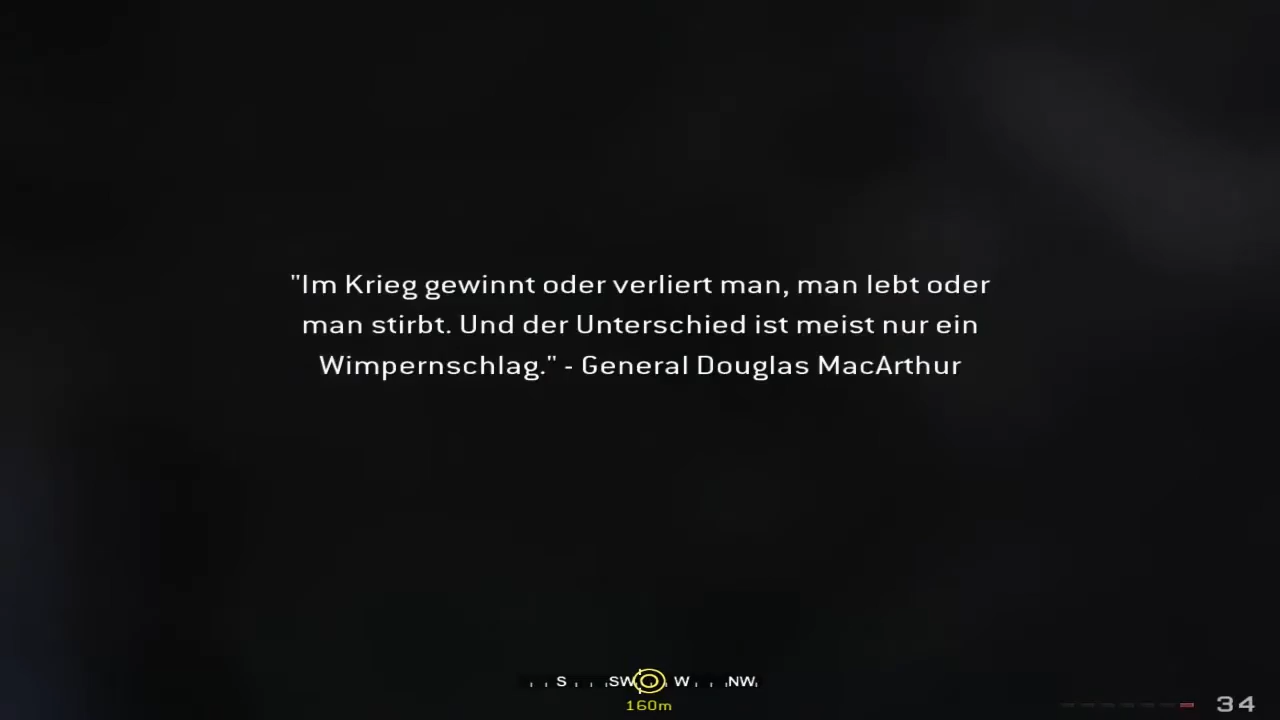 "Im Krieg gewinnt oder verliert man, man lebt oder
man stirbt. Und der Unterschied ist meist nur ein
Wimpernschlag." - General Douglas MacArthur
S SW W NW
160m
34